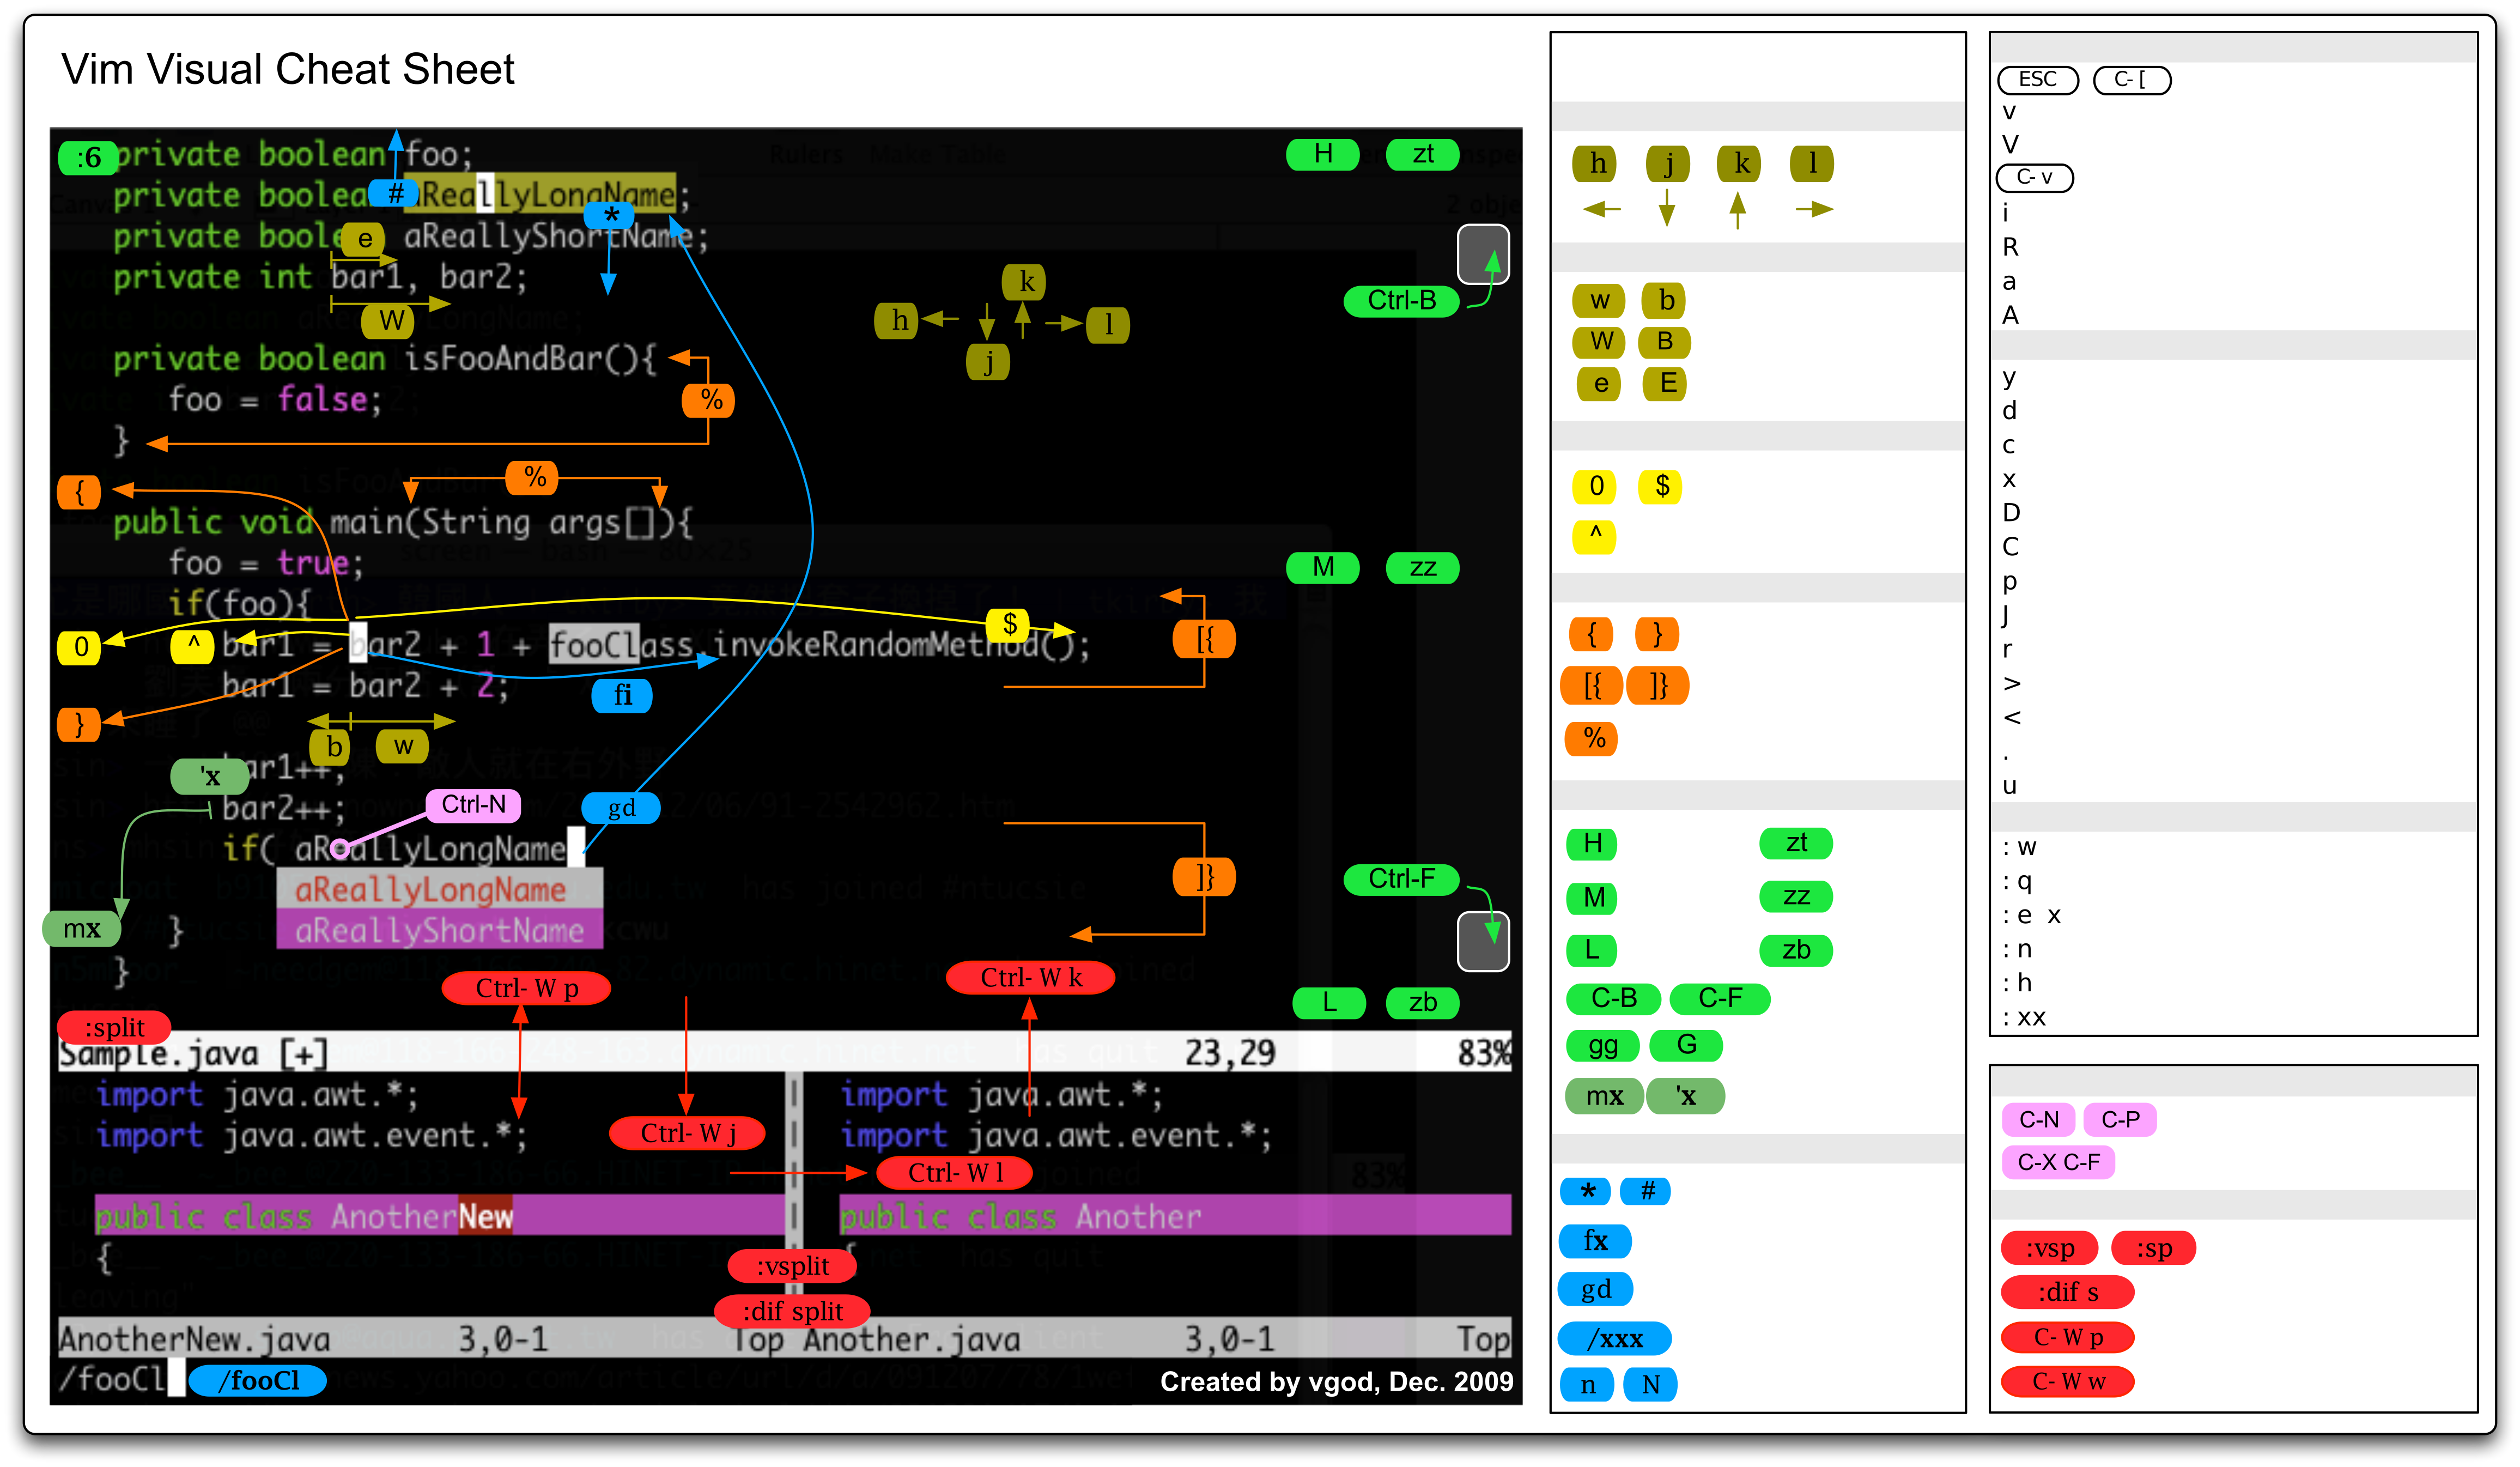 Vim Visual Cheat Sheet
:6 private boolean foo; H zt
private boolea # aReallyLongName;
*
private boole e aReallyShortName;
private int bar1, bar2;
W
k
h l
j
Ctrl-B
private boolean isFooAndBar(){
foo = false; %
}
{ %
public void main(String args[]){
foo = true; M zz
if(foo){
0 ^ bar1 = bar2 + 1 + fooClass.invokeRandomMethod(); $ [{
bar1 = bar2 + 2; fi
}
b w
'x bar1++;
bar2++; Ctrl-N gd
if( aReallyLongName
aReallyLongName ]} Ctrl-F
mx } aReallyShortName
}
Ctrl- W p Ctrl- W k
L zb
:split
Sample.java [+] 23,29 83%
import java.awt.*; import java.awt.*;
import java.awt.event.*; Ctrl- W j import java.awt.event.*;
Ctrl- W l
public class AnotherNew public class Another
{ :vsplit {
:dif split
AnotherNew.java 3,0-1 Top Another.java 3,0-1 Top
/fooCl /fooCl Created by vgod, Dec. 2009
h j k l
w b
W B
e E
0 $
^
{ }
[{ ]}
%
H zt
M zz
L zb
C-B C-F
gg G
mx 'x
* #
fx
gd
/xxx
n N
ESC C- [
v
V
C- v
i
R
a
A
y
d
c
x
D
C
p
J
r
>
<
.
u
: w
: q
: e x
: n
: h
: xx
C-N C-P
C-X C-F
:vsp :sp
:dif s
C- W p
C- W w